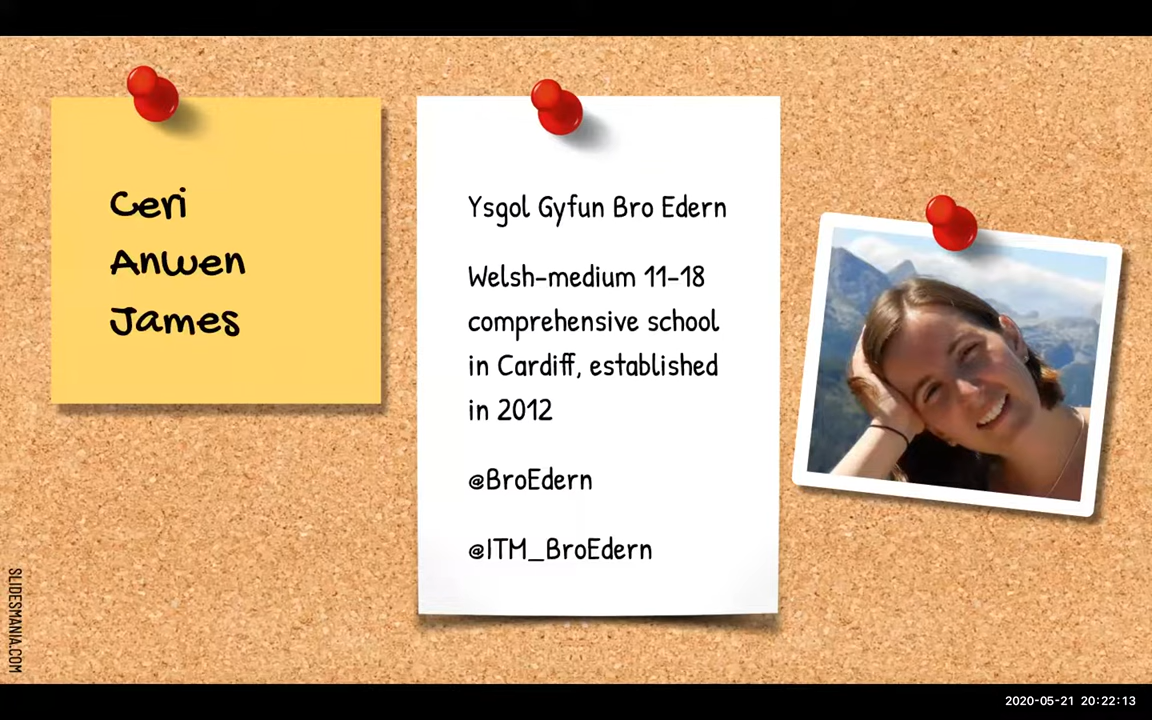 Ceri
Anwen
James
Ysgol Gyfun Bro Edern
Welsh-medium 11-18
comprehensive school
in Cardiff, established
in 2012
@BroEdern
@ITM_BroEdern
SLIDESMANIA.COM
2020-05-21 20:22:13